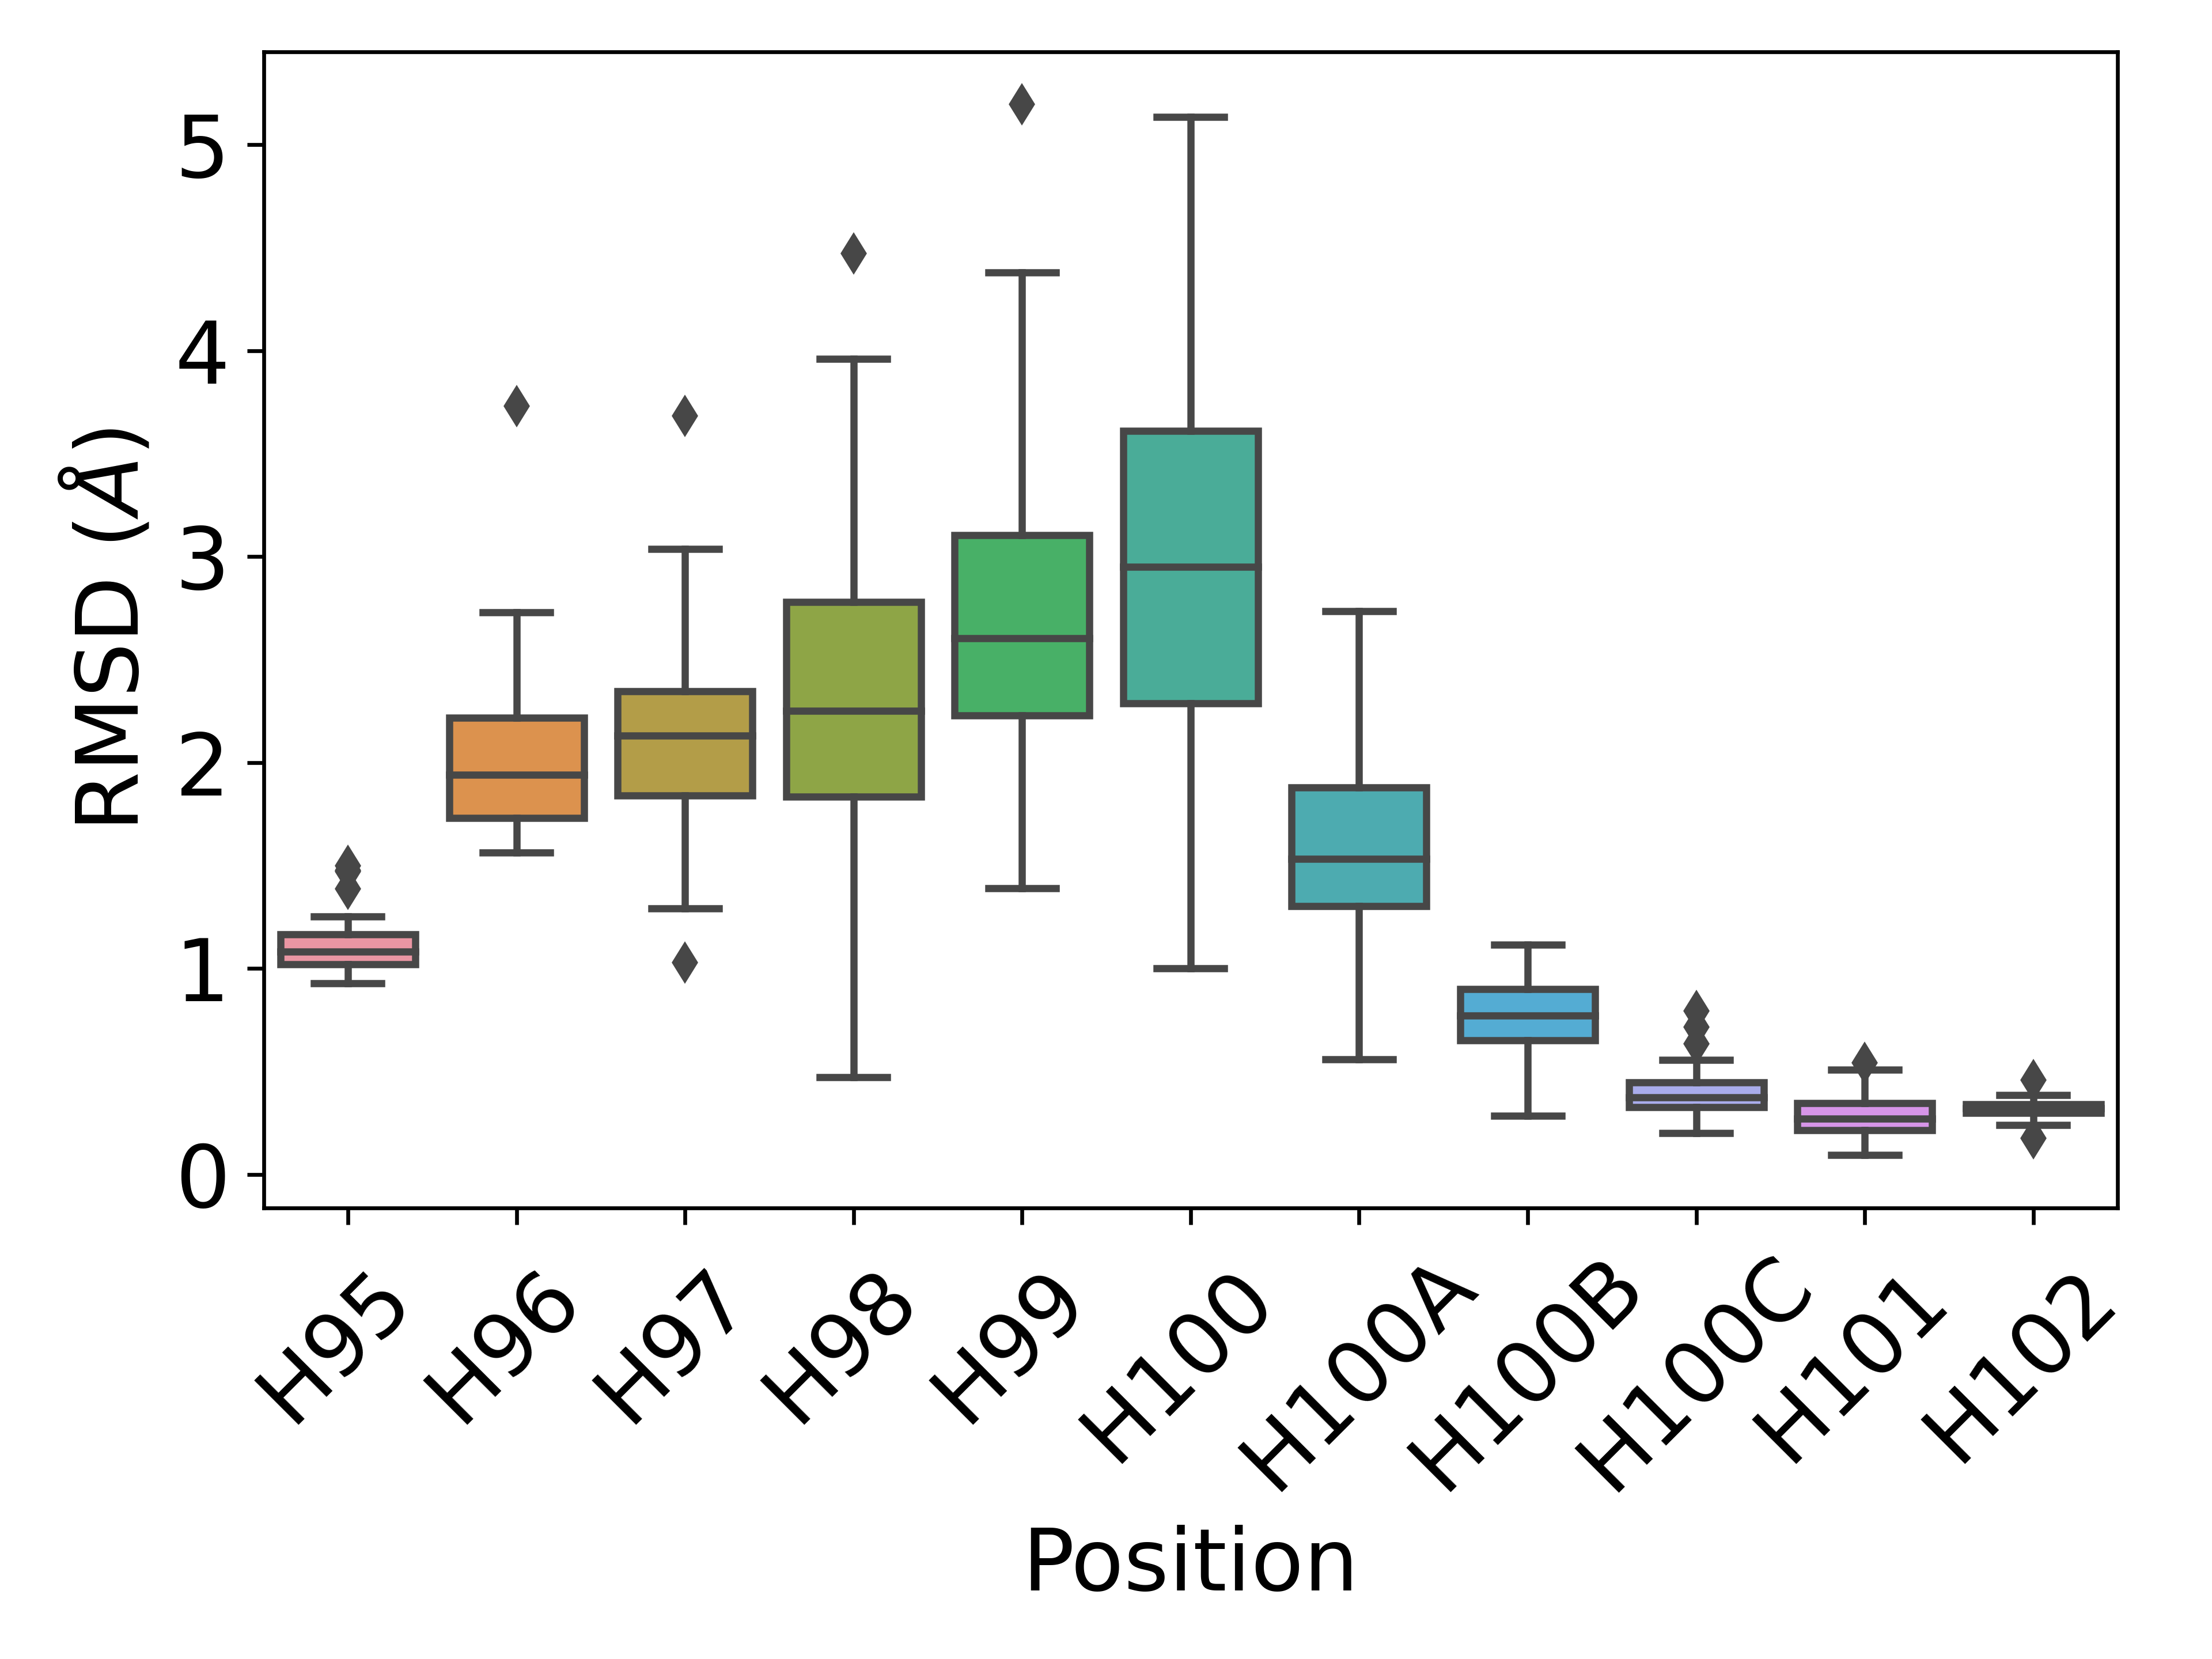 RMSD (Å)
5
4
3
2
1
0
H95
H96
H97
H98
H99
H100
H100A
H100B
H100C
H101
H102
Position